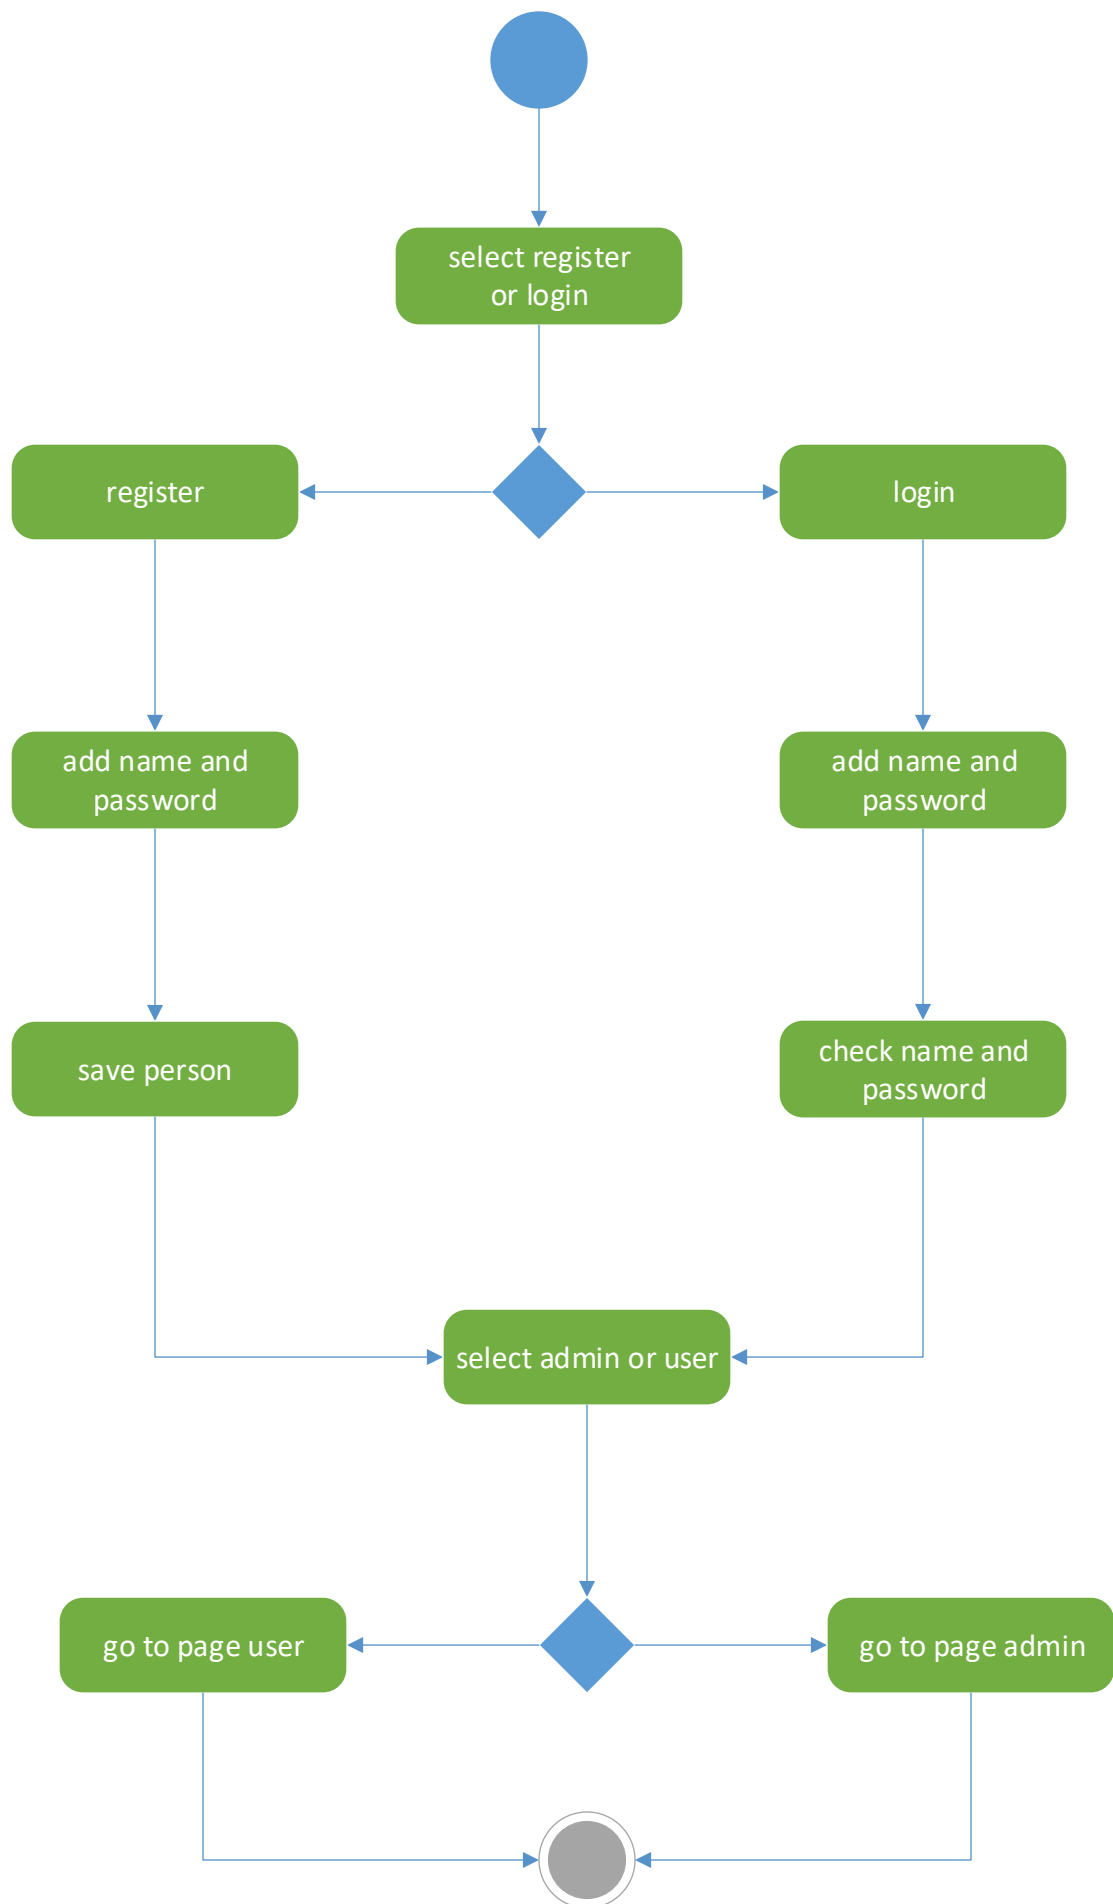 select register
or login
register
login
add name and
password
add name and
password
save person
check name and
password
select admin or user
go to page user
go to page admin